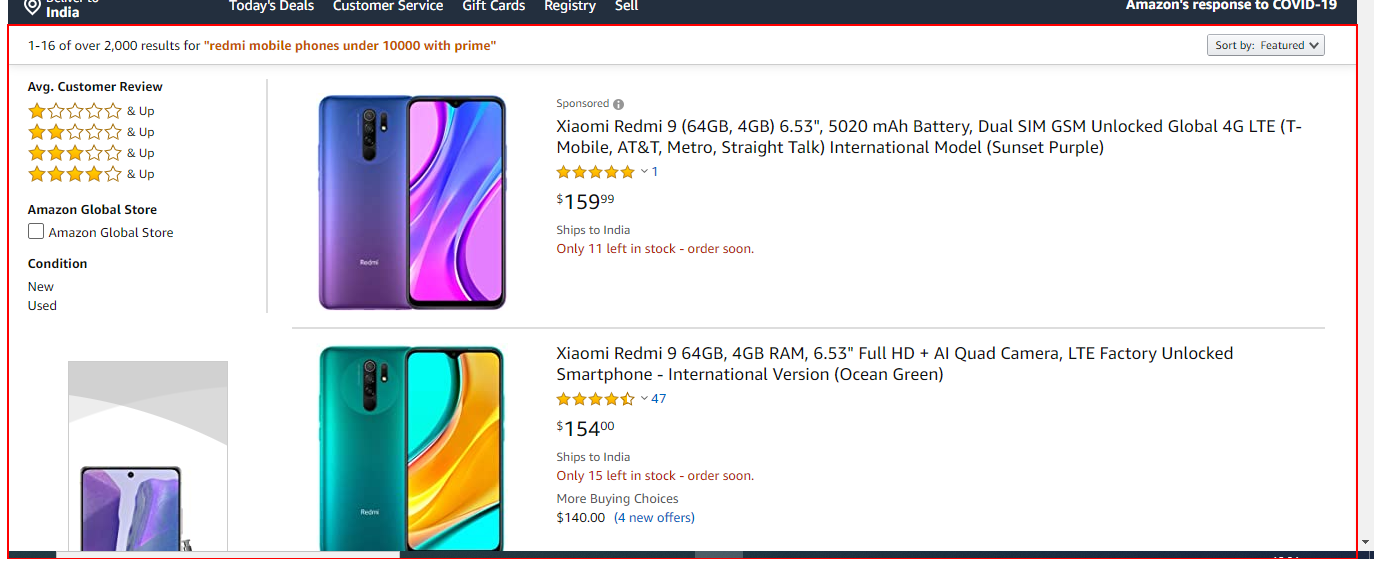 Deliver to
India
Today's Deals Customer Service Gift Cards Registry Sell
Amazon's response to COVID-19
1-16 of over 2,000 results for "redmi mobile phones under 10000 with prime"
Sort by: Featured
Avg. Customer Review
& Up
& Up
& Up
& Up
Amazon Global Store
Amazon Global Store
Condition
New
Used
Redmi
Sponsored
Xiaomi Redmi 9 (64GB, 4GB) 6.53", 5020 mAh Battery, Dual SIM GSM Unlocked Global 4G LTE (T-
Mobile, AT&T, Metro, Straight Talk) International Model (Sunset Purple)
1
$15999
Ships to India
Only 11 left in stock - order soon.
Redmi
Xiaomi Redmi 9 64GB, 4GB RAM, 6.53" Full HD + AI Quad Camera, LTE Factory Unlocked
Smartphone - International Version (Ocean Green)
47
$15400
Ships to India
Only 15 left in stock - order soon.
More Buying Choices
$140.00 (4 new offers)